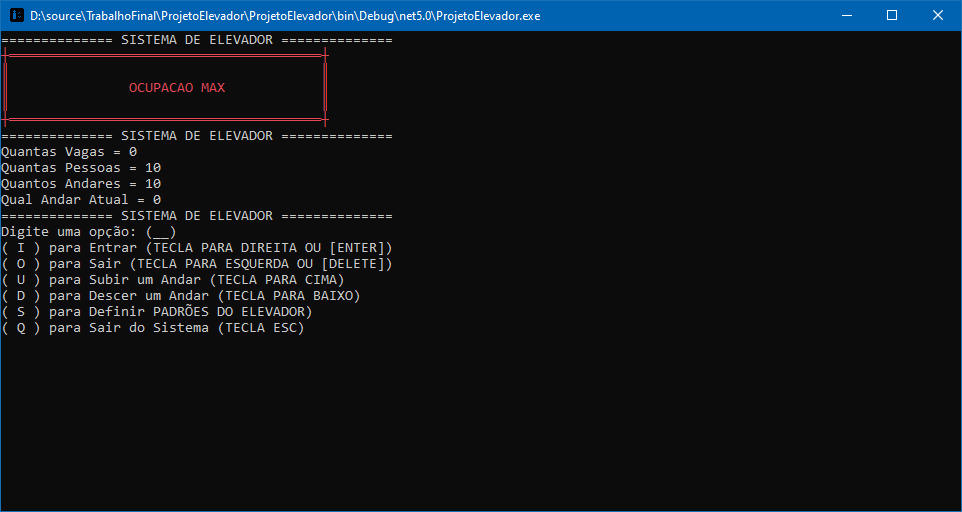 D:\source\TrabalhoFinal\ProjetoElevador\ProjetoElevador\bin\Debug\net5.0\ProjetoElevador.exe
============== SISTEMA DE ELEVADOR ==============
OCUPACAO MAX
============== SISTEMA DE ELEVADOR ==============
Quantas Vagas = 0
Quantas Pessoas = 10
Quantos Andares = 10
Qual Andar Atual = 0
============== SISTEMA DE ELEVADOR ==============
Digite uma opção: (__)
( I ) para Entrar (TECLA PARA DIREITA OU [ENTER])
( O ) para Sair (TECLA PARA ESQUERDA OU [DELETE])
( U ) para Subir um Andar (TECLA PARA CIMA)
( D ) para Descer um Andar (TECLA PARA BAIXO)
( S ) para Definir PADRÕES DO ELEVADOR)
( Q ) para Sair do Sistema (TECLA ESC)